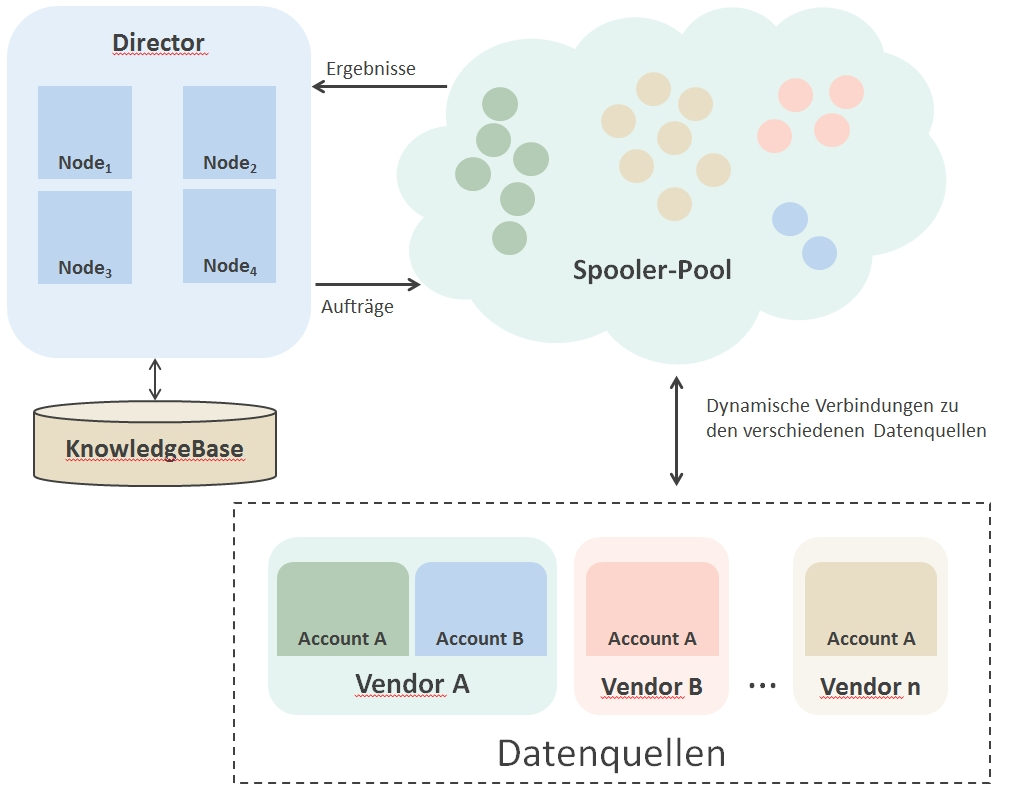 Director
Ergebnisse
Node₁
Node₂
Node₃
Node₄
Spooler-Pool
Aufträge
KnowledgeBase
Dynamische Verbindungen zu
den verschiedenen Datenquellen
Account A
Account B
Account A
Account A
Vendor A
Vendor B
...
Vendor n
Datenquellen